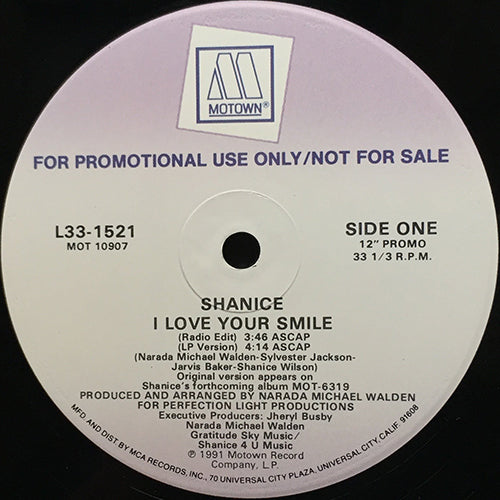 MOTOWN®
FOR PROMOTIONAL USE ONLY/NOT FOR SALE
L33-1521
MOT 10907
SIDE ONE
12" PROMO
33 1/3 R.P.M.
SHANICE
I LOVE YOUR SMILE
(Radio Edit) 3:46 ASCAP
(LP Version) 4:14 ASCAP
(Narada Michael Walden-Sylvester Jackson-
Jarvis Baker-Shanice Wilson)
Original version appears on
Shanice's forthcoming album MOT-6319
PRODUCED AND ARRANGED BY NARADA MICHAEL WALDEN
FOR PERFECTION LIGHT PRODUCTIONS
Executive Producers: Jheryl Busby
Narada Michael Walden
Gratitude Sky Music/
Shanice 4 U Music
℗ 1991 Motown Record
Company, L.P.
MFD. AND DIST. BY MCA RECORDS, INC., 70 UNIVERSAL CITY PLAZA, UNIVERSAL CITY, CALIF. 91608